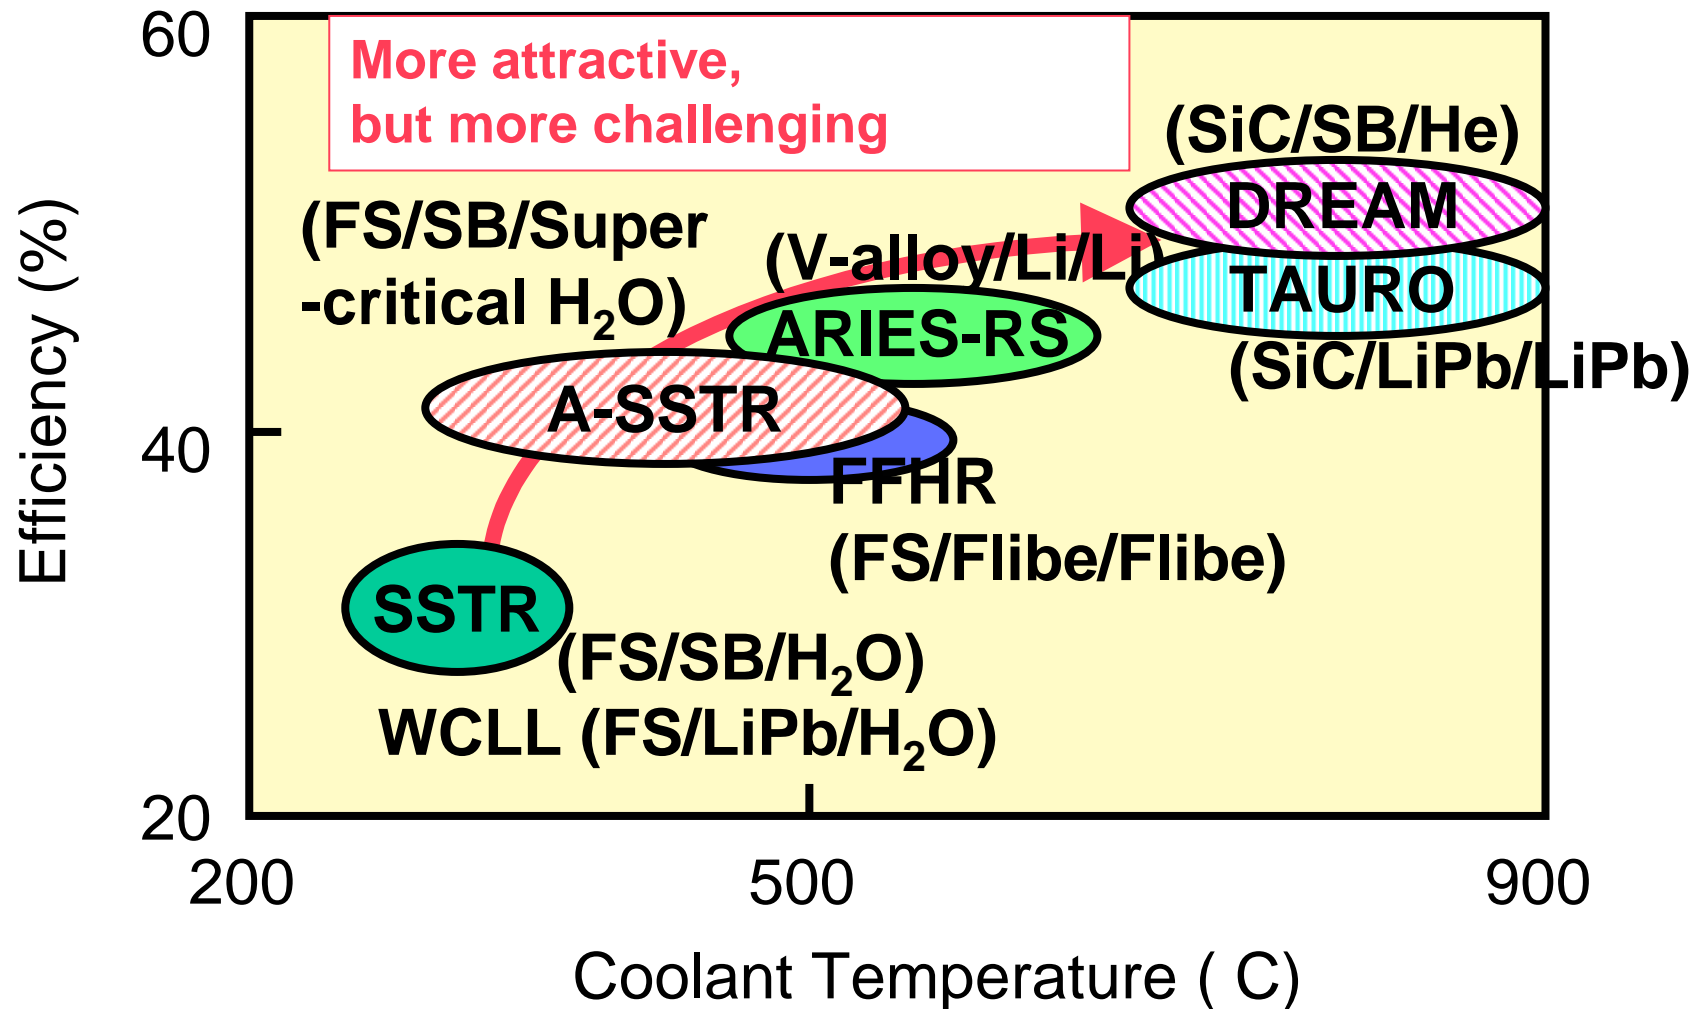 60
More attractive,
but more challenging
(SiC/SB/He)
DREAM
(FS/SB/Super
-critical H₂O)
(V-alloy/Li/Li)
TAURO
ARIES-RS
(SiC/LiPb/LiPb)
A-SSTR
40
FFHR
(FS/Flibe/Flibe)
SSTR
(FS/SB/H₂O)
WCLL (FS/LiPb/H₂O)
20
200
500
900
Efficiency (%)
Coolant Temperature ( C)